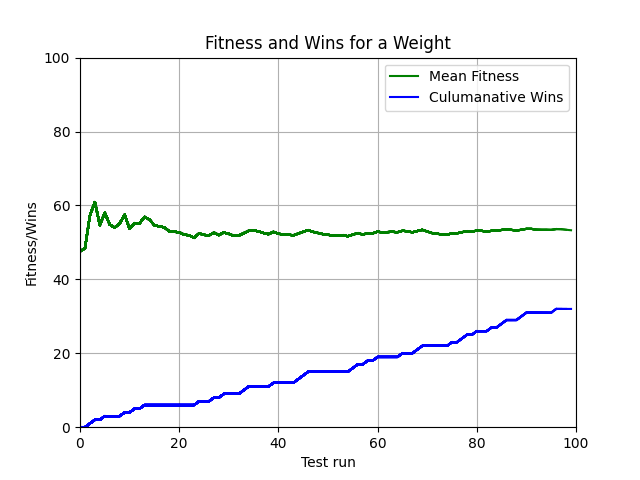 Fitness and Wins for a Weight
Mean Fitness
Culumanative Wins
Fitness/Wins
100
80
60
40
20
0
0 20 40 60 80 100
Test run